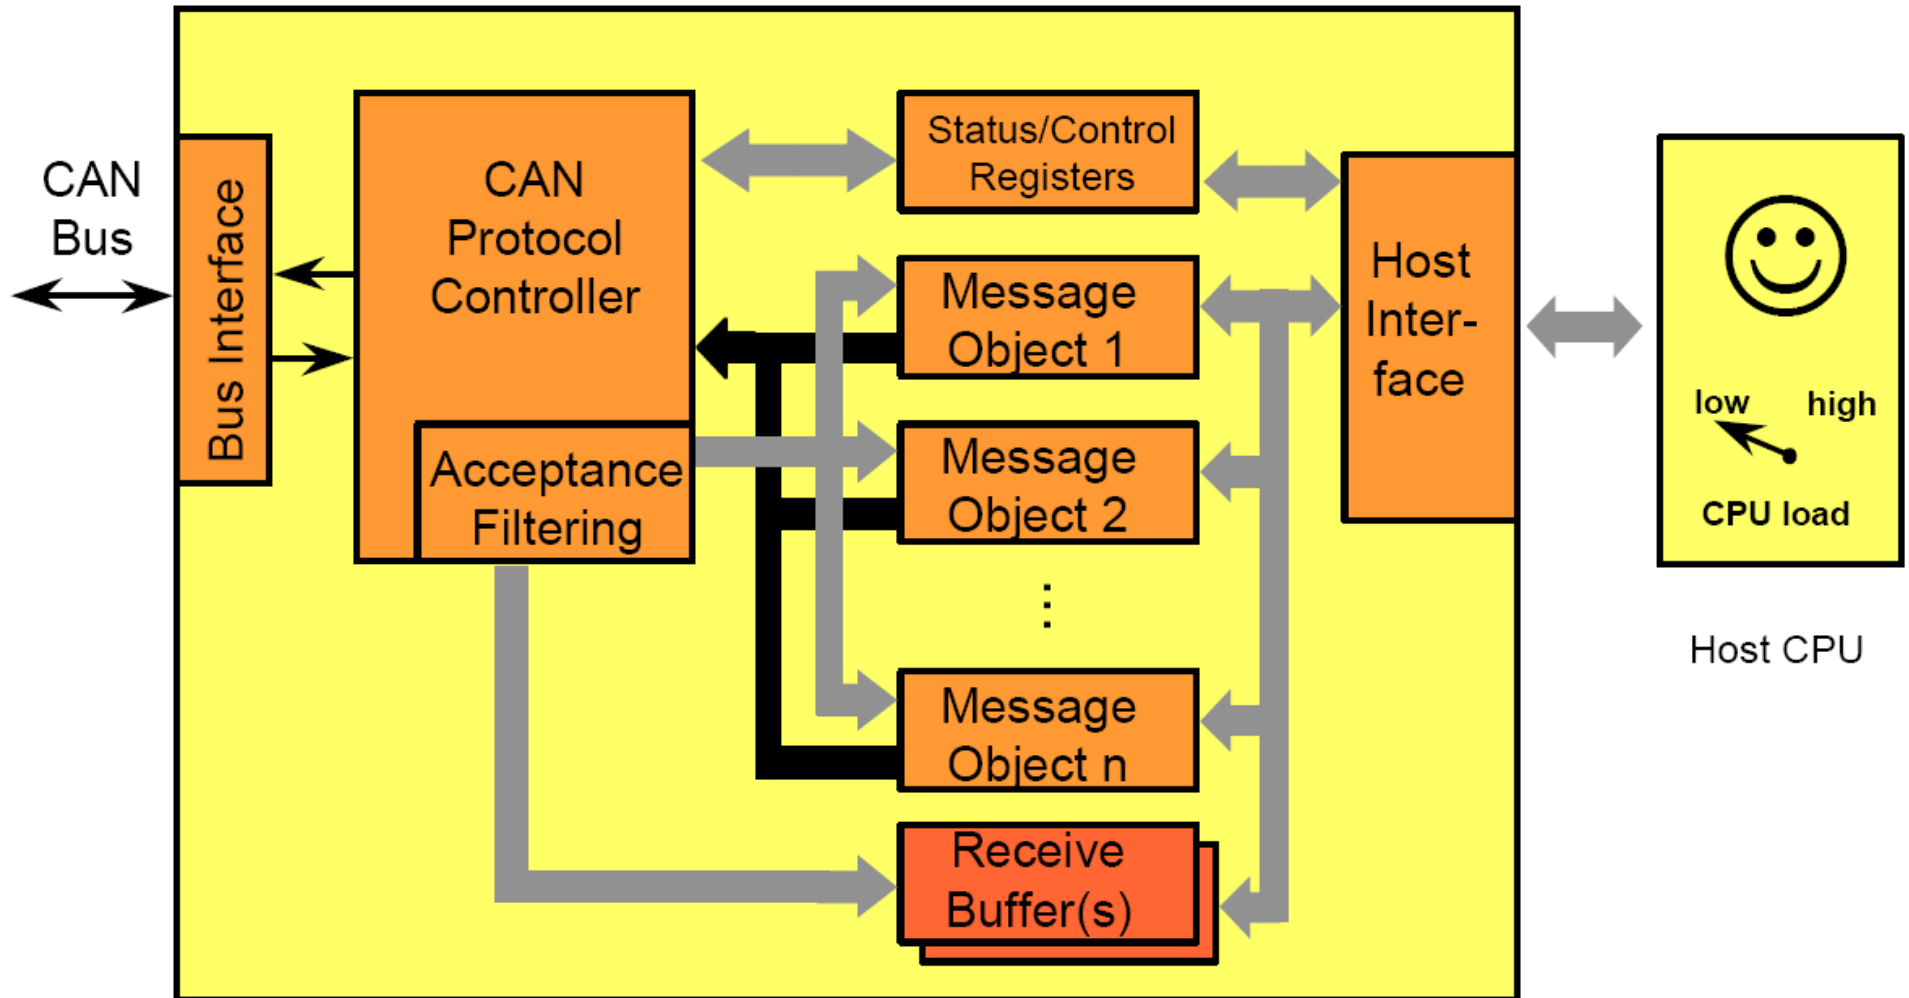 CAN
Bus
Bus Interface
CAN
Protocol
Controller
Acceptance
Filtering
Status/Control
Registers
Message
Object 1
Message
Object 2
⋮
Message
Object n
Receive
Buffer(s)
Host
Inter-
face
low
high
CPU load
Host CPU